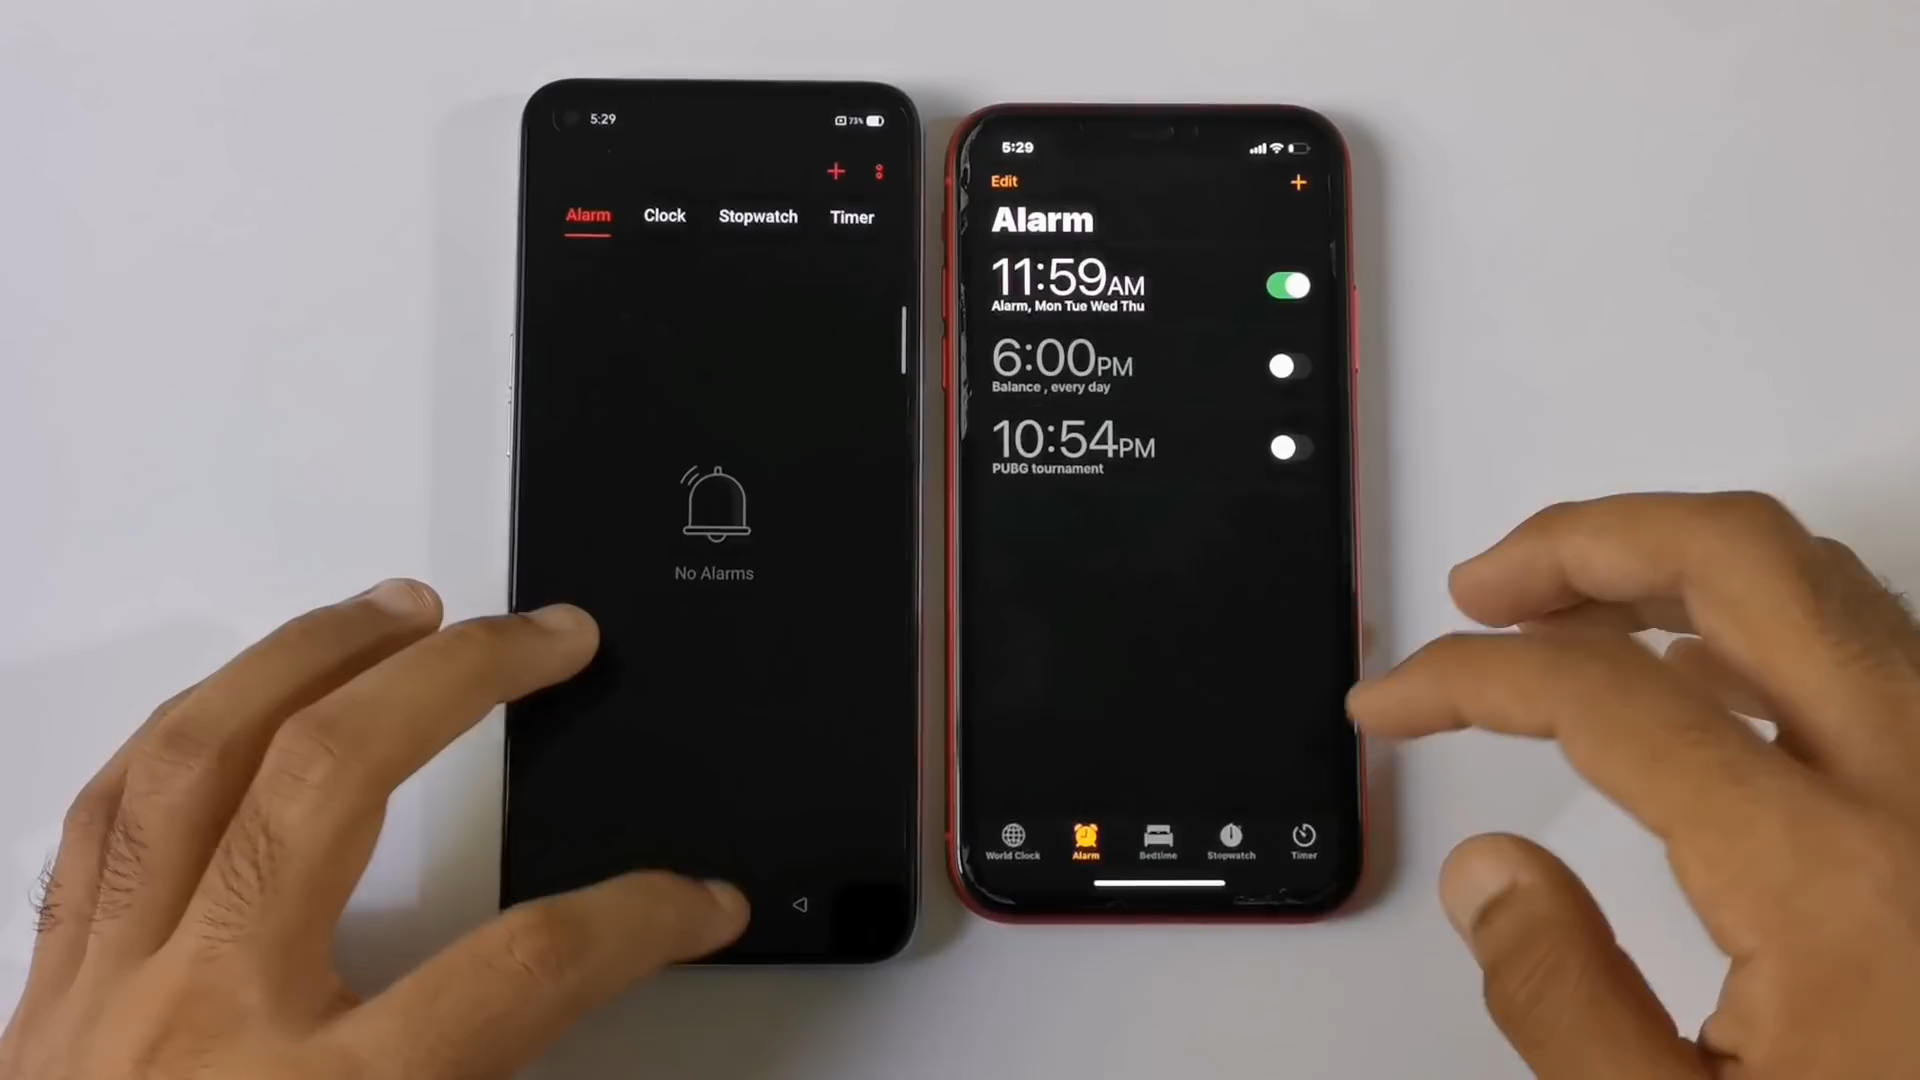 5:29
73%
Alarm Clock Stopwatch Timer
No Alarms
5:29
Edit
Alarm
11:59AM
Alarm, Mon Tue Wed Thu
6:00PM
Balance , every day
10:54PM
PUBG tournament
World Clock Alarm Bedtime Stopwatch Timer